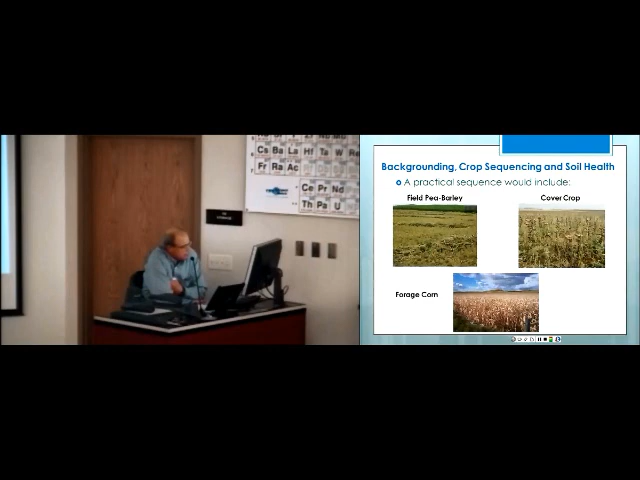 Cs Ba La Hf Ta W Re
Fr Ra Ac
Ce Pr Nd
Th Pa U
Backgrounding, Crop Sequencing and Soil Health
A practical sequence would include:
Field Pea-Barley
Cover Crop
Forage Corn